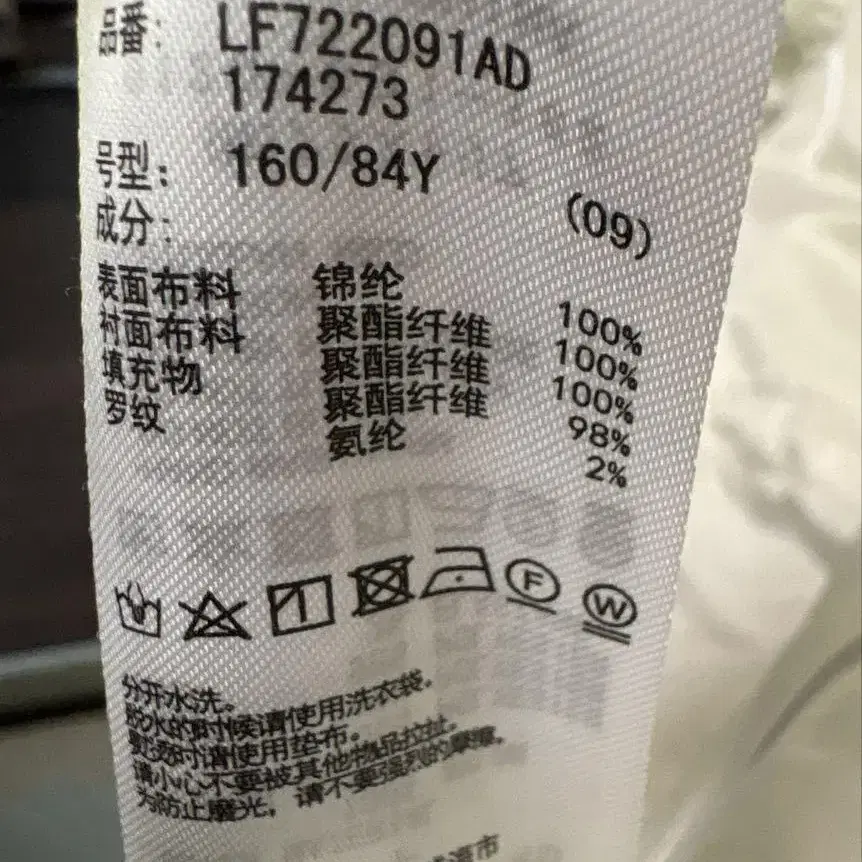 品番: LF722091AD
174273
号型: 160/84Y
成分: (09)
表面布料 锦纶 100%
衬面布料 聚酯纤维 100%
填充物 聚酯纤维 100%
罗纹 聚酯纤维 98%
氨纶 2%
F
W
分开水洗。
脱水的时候请使用洗衣袋.
熨烫时请使用垫布.
请小心不要被其他物品拉扯.
为防止磨光, 请不要强烈的摩擦.
市